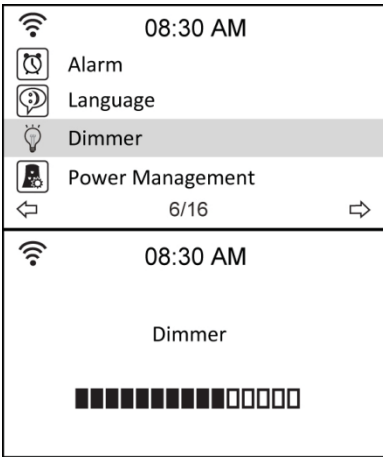 08:30 AM
Alarm
Language
Dimmer
Power Management
6/16
08:30 AM
Dimmer